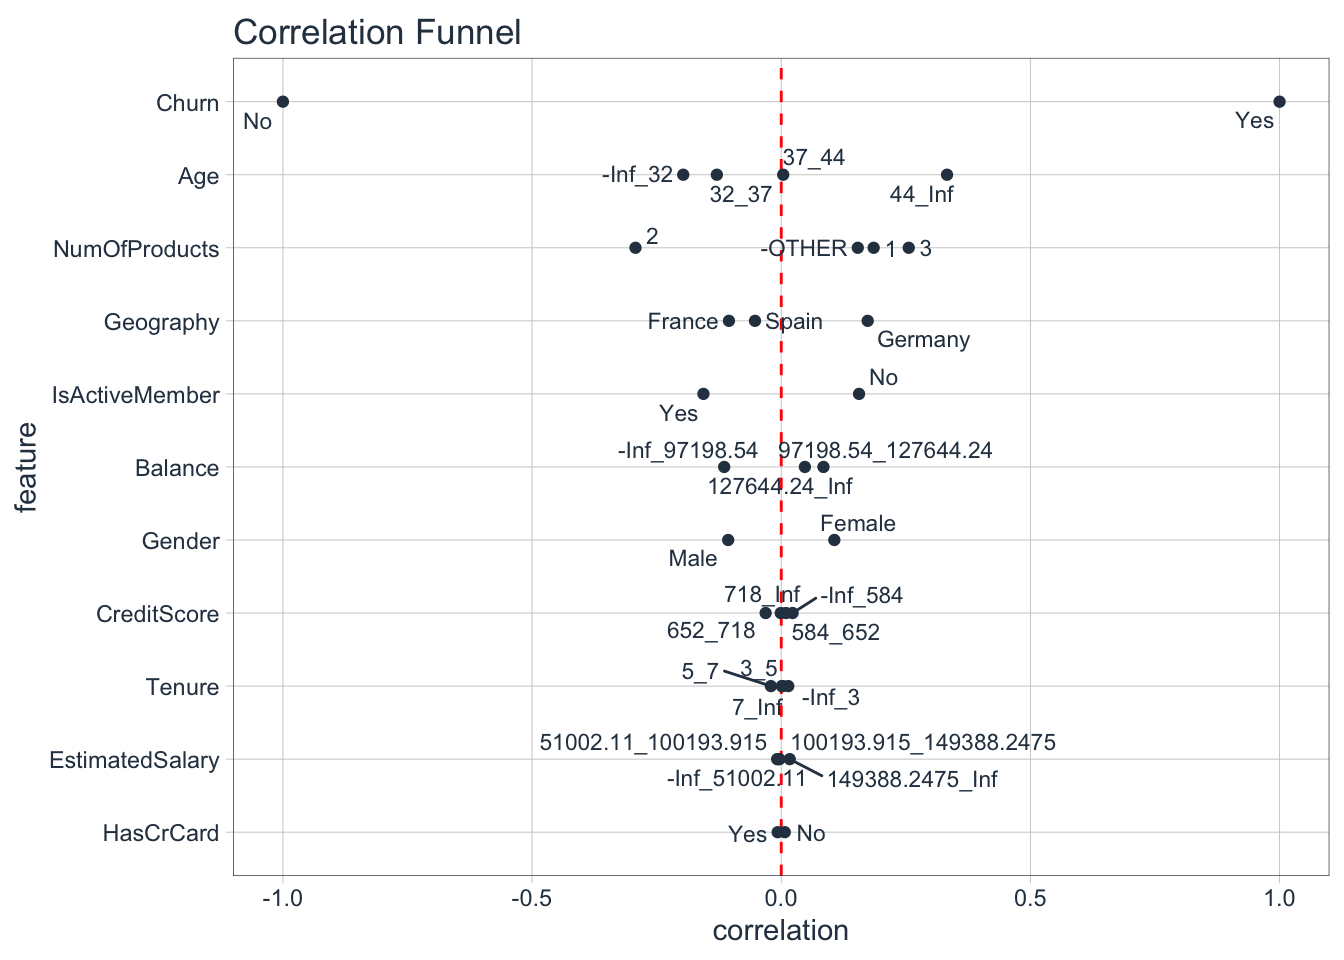 Correlation Funnel
Churn
No
Yes
Age
-Inf_32
32_37
37_44
44_Inf
NumOfProducts
2
-OTHER
1
3
Geography
France
Spain
Germany
IsActiveMember
Yes
No
Balance
-Inf_97198.54
97198.54_127644.24
127644.24_Inf
Gender
Male
Female
CreditScore
718_Inf
-Inf_584
652_718
584_652
Tenure
5_7
3_5
7_Inf
-Inf_3
EstimatedSalary
51002.11_100193.915
100193.915_149388.2475
-Inf_51002.11
149388.2475_Inf
HasCrCard
Yes
No
feature
-1.0
-0.5
0.0
0.5
1.0
correlation